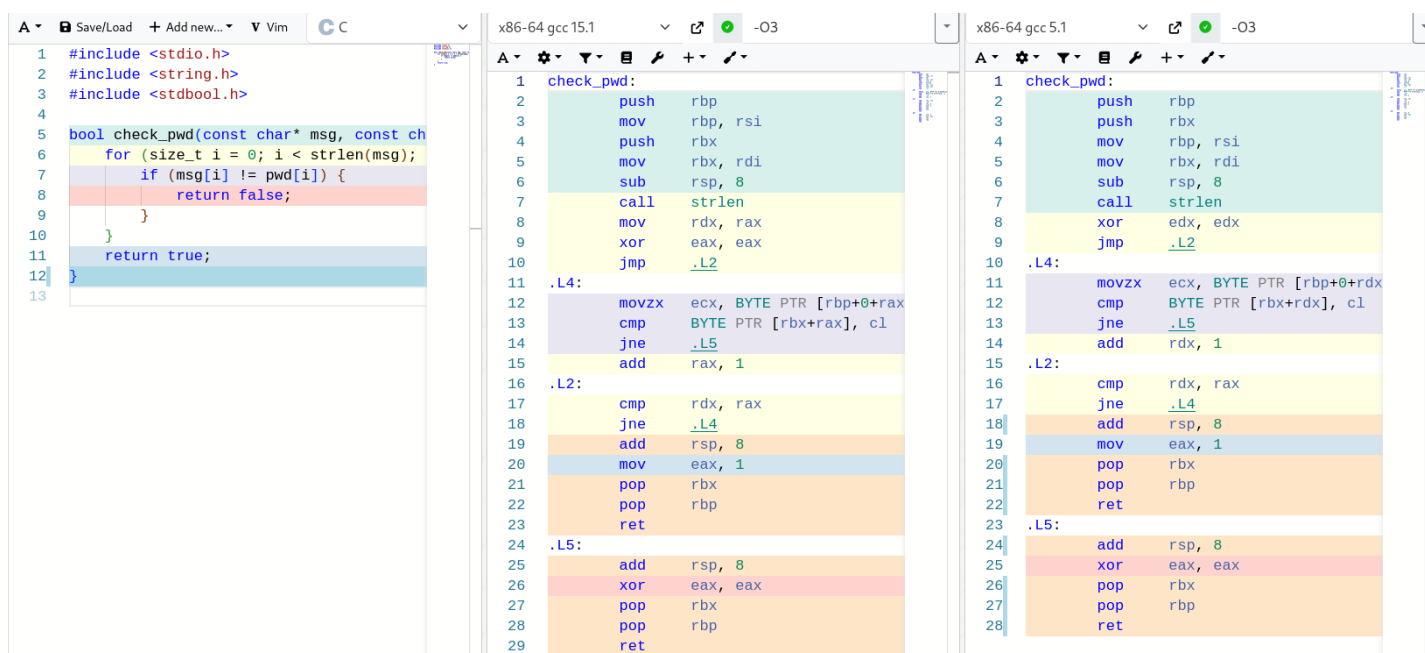 A Save/Load + Add new... Vim C C
1 #include <stdio.h>
2 #include <string.h>
3 #include <stdbool.h>
4
5 bool check_pwd(const char* msg, const ch
6 for (size_t i = 0; i < strlen(msg);
7 if (msg[i] != pwd[i]) {
8 return false;
9 }
10 }
11 return true;
12 }
13
x86-64 gcc 15.1 -O3
A
1 check_pwd:
2 push rbp
3 mov rbp, rsi
4 push rbx
5 mov rbx, rdi
6 sub rsp, 8
7 call strlen
8 mov rdx, rax
9 xor eax, eax
10 jmp .L2
11 .L4:
12 movzx ecx, BYTE PTR [rbp+0+rax
13 cmp BYTE PTR [rbx+rax], cl
14 jne .L5
15 add rax, 1
16 .L2:
17 cmp rdx, rax
18 jne .L4
19 add rsp, 8
20 mov eax, 1
21 pop rbx
22 pop rbp
23 ret
24 .L5:
25 add rsp, 8
26 xor eax, eax
27 pop rbx
28 pop rbp
29 ret
x86-64 gcc 5.1 -O3
A
1 check_pwd:
2 push rbp
3 push rbx
4 mov rbp, rsi
5 mov rbx, rdi
6 sub rsp, 8
7 call strlen
8 xor edx, edx
9 jmp .L2
10 .L4:
11 movzx ecx, BYTE PTR [rbp+0+rdx
12 cmp BYTE PTR [rbx+rdx], cl
13 jne .L5
14 add rdx, 1
15 .L2:
16 cmp rdx, rax
17 jne .L4
18 add rsp, 8
19 mov eax, 1
20 pop rbx
21 pop rbp
22 ret
23 .L5:
24 add rsp, 8
25 xor eax, eax
26 pop rbx
27 pop rbp
28 ret